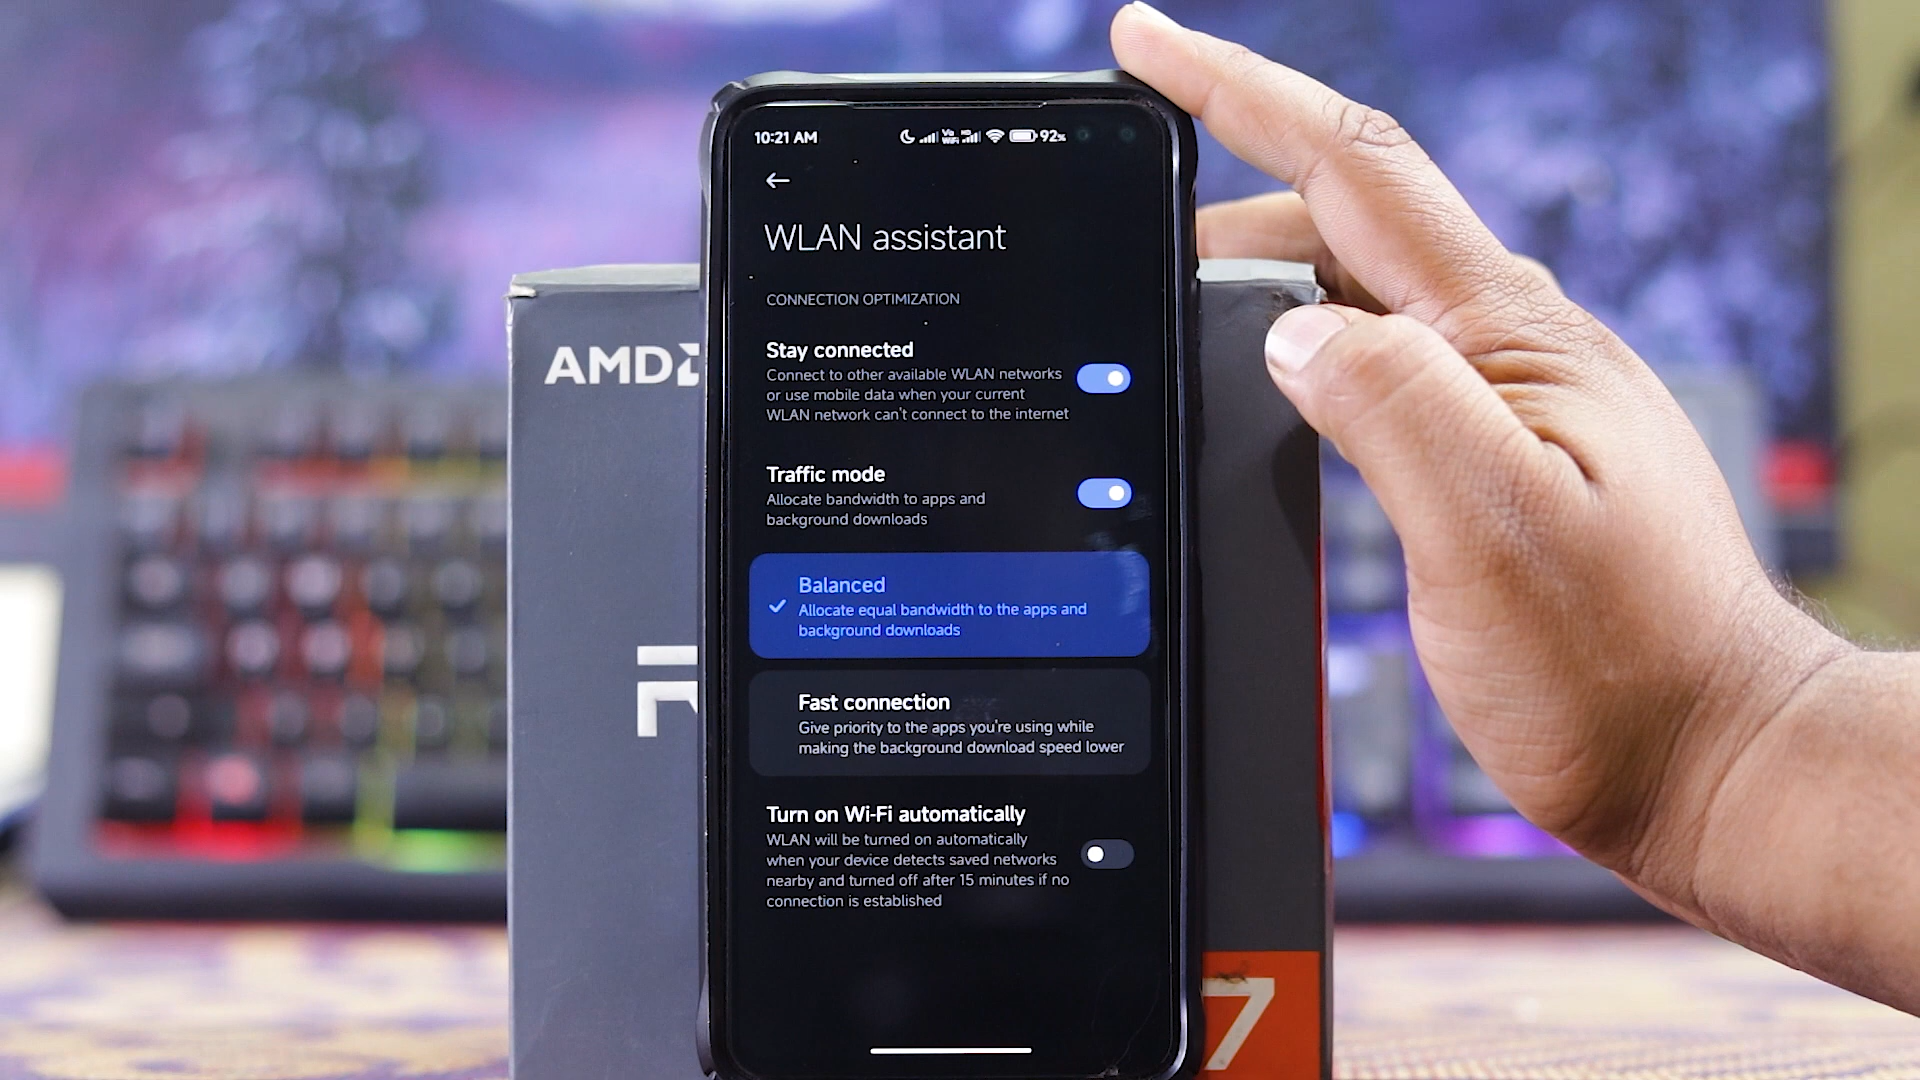 10:21 AM
Vo
WiFi
HD
92%
WLAN assistant
CONNECTION OPTIMIZATION
Stay connected
Connect to other available WLAN networks
or use mobile data when your current
WLAN network can't connect to the internet
Traffic mode
Allocate bandwidth to apps and
background downloads
Balanced
Allocate equal bandwidth to the apps and
background downloads
Fast connection
Give priority to the apps you're using while
making the background download speed lower
Turn on Wi-Fi automatically
WLAN will be turned on automatically
when your device detects saved networks
nearby and turned off after 15 minutes if no
connection is established
AMD
R
7